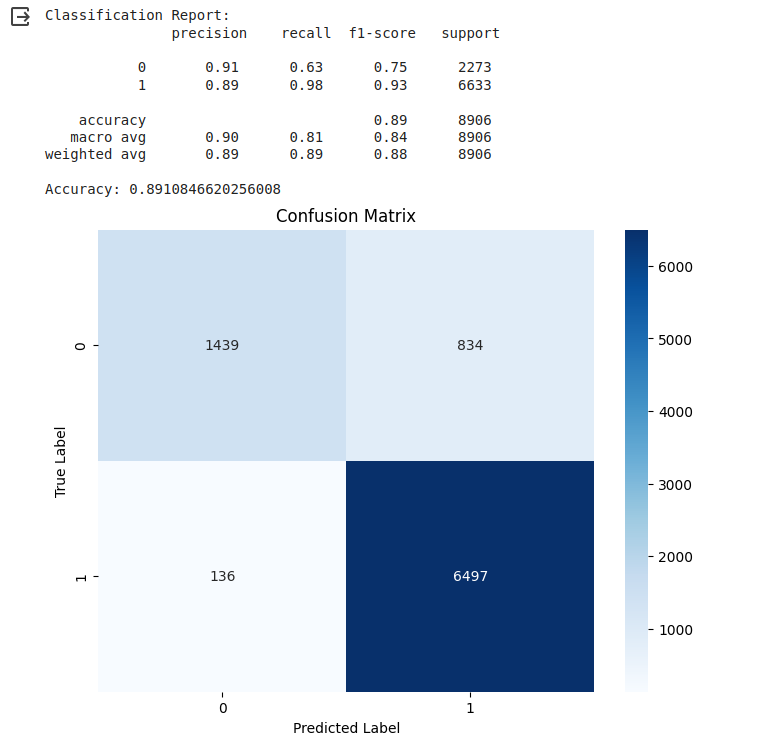 Classification Report:
precision recall f1-score support
0 0.91 0.63 0.75 2273
1 0.89 0.98 0.93 6633
accuracy 0.89 8906
macro avg 0.90 0.81 0.84 8906
weighted avg 0.89 0.89 0.88 8906
Accuracy: 0.8910846620256008
Confusion Matrix
6000
5000
4000
3000
2000
1000
True Label
0
1439 834
1
136 6497
0 1
Predicted Label